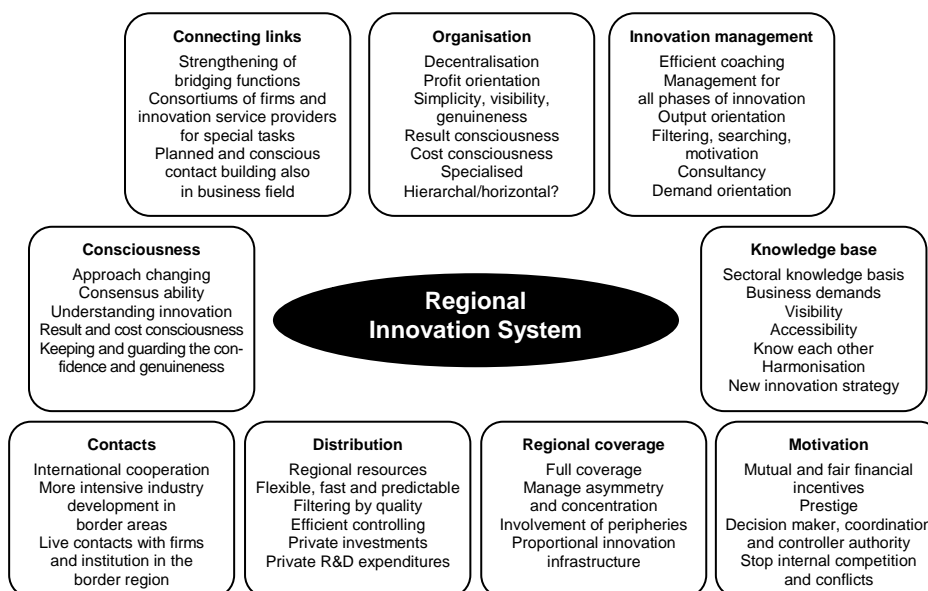 Connecting links
Strengthening of
bridging functions
Consortiums of firms and
innovation service providers
for special tasks
Planned and conscious
contact building also
in business field
Organisation
Decentralisation
Profit orientation
Simplicity, visibility,
genuineness
Result consciousness
Cost consciousness
Specialised
Hierarchal/horizontal?
Innovation management
Efficient coaching
Management for
all phases of innovation
Output orientation
Filtering, searching,
motivation
Consultancy
Demand orientation
Consciousness
Approach changing
Consensus ability
Understanding innovation
Result and cost consciousness
Keeping and guarding the con-
fidence and genuineness
Regional
Innovation System
Knowledge base
Sectoral knowledge basis
Business demands
Visibility
Accessibility
Know each other
Harmonisation
New innovation strategy
Contacts
International cooperation
More intensive industry
development in
border areas
Live contacts with firms
and institution in the
border region
Distribution
Regional resources
Flexible, fast and predictable
Filtering by quality
Efficient controlling
Private investments
Private R&D expenditures
Regional coverage
Full coverage
Manage asymmetry
and concentration
Involvement of peripheries
Proportional innovation
infrastructure
Motivation
Mutual and fair financial
incentives
Prestige
Decision maker, coordination
and controller authority
Stop internal competition
and conflicts